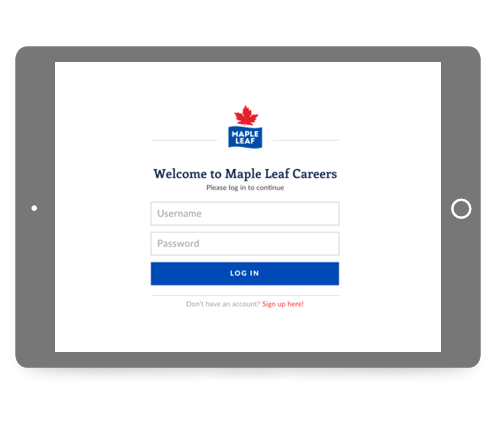 MAPLE
LEAF
Welcome to Maple Leaf Careers
Please log in to continue
Username
Password
LOG IN
Don't have an account? Sign up here!